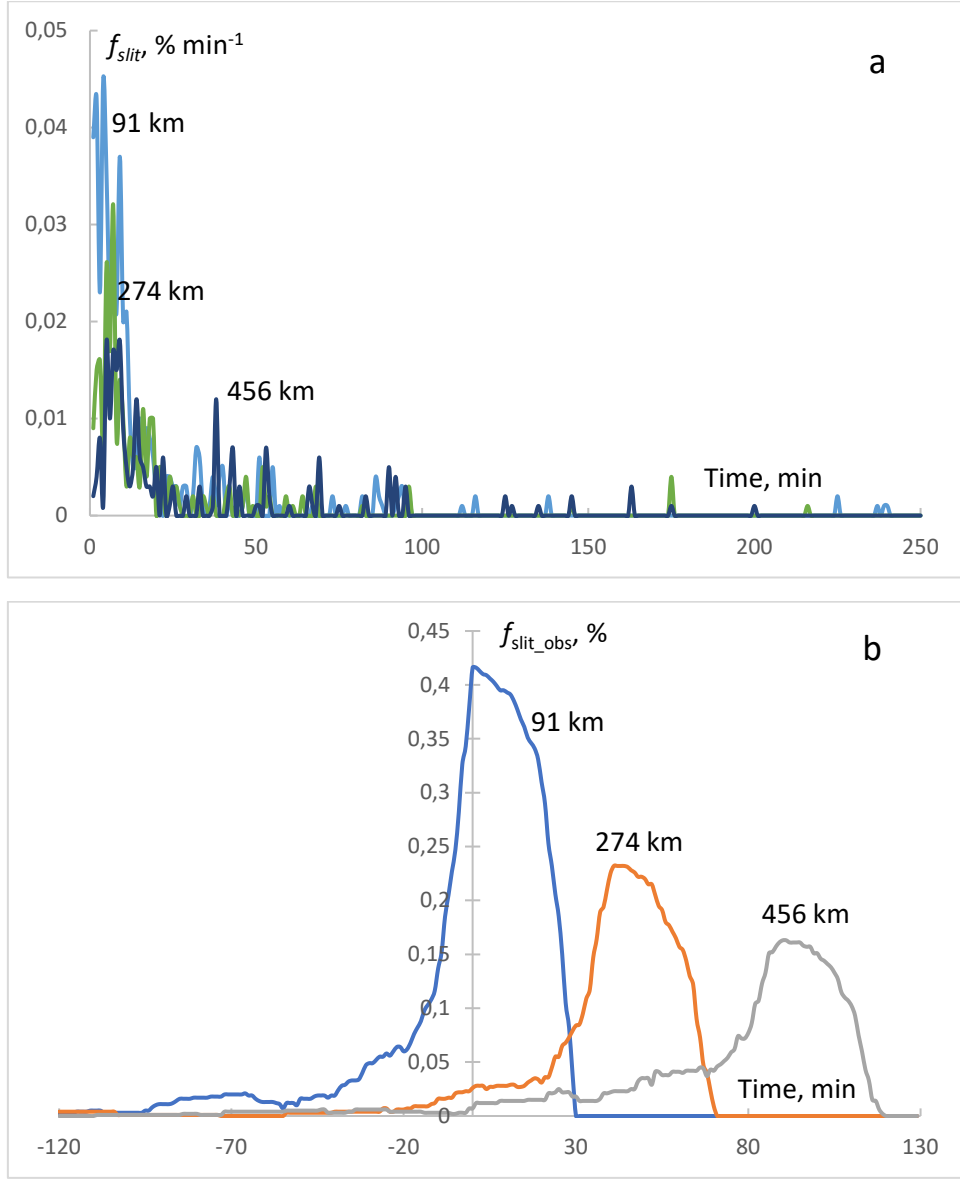 0,05
f_slit, % min⁻¹
a
91 km
0,04
0,03
274 km
0,02
456 km
0,01
Time, min
0
0 50 100 150 200 250
0,45
f_slit_obs, %
b
0,4
91 km
0,35
0,3
274 km
0,25
456 km
0,2
0,15
0,1
0,05
Time, min
0
-120 -70 -20 30 80 130